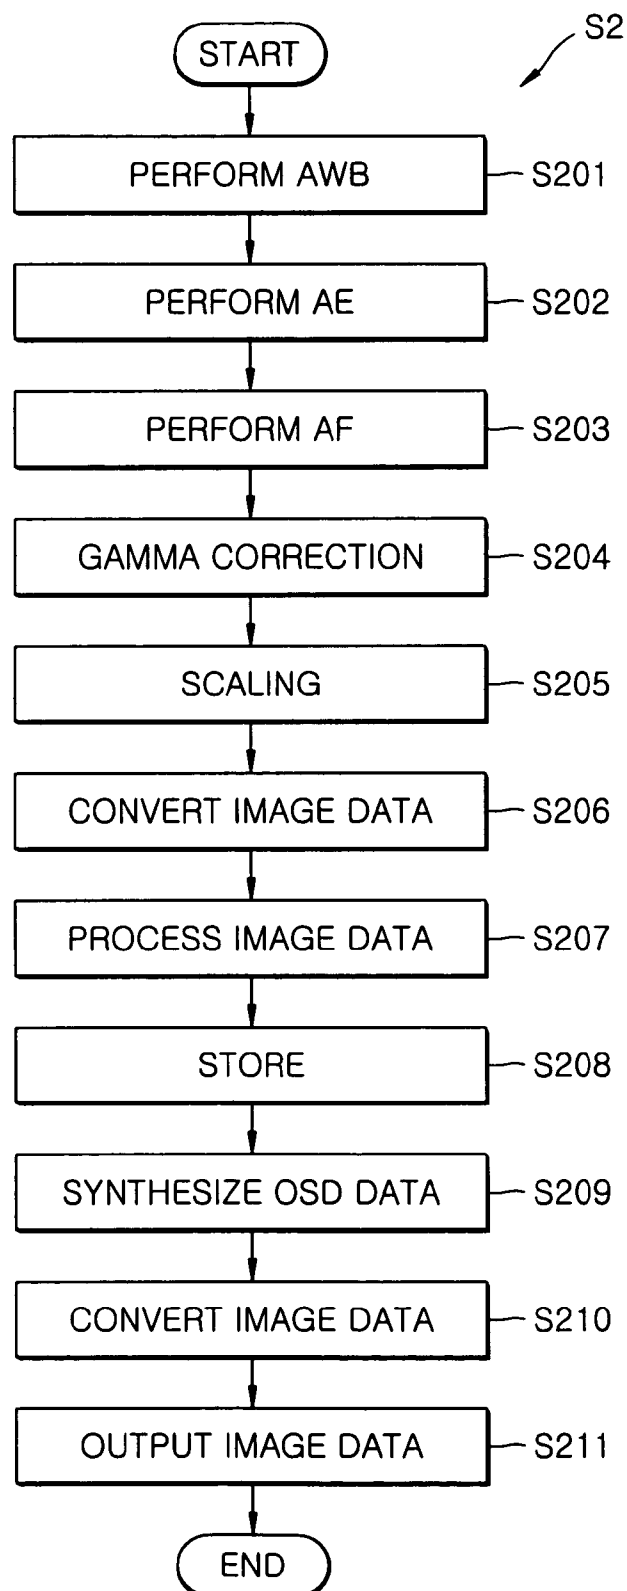 S2
START
PERFORM AWB S201
PERFORM AE S202
PERFORM AF S203
GAMMA CORRECTION S204
SCALING S205
CONVERT IMAGE DATA S206
PROCESS IMAGE DATA S207
STORE S208
SYNTHESIZE OSD DATA S209
CONVERT IMAGE DATA S210
OUTPUT IMAGE DATA S211
END